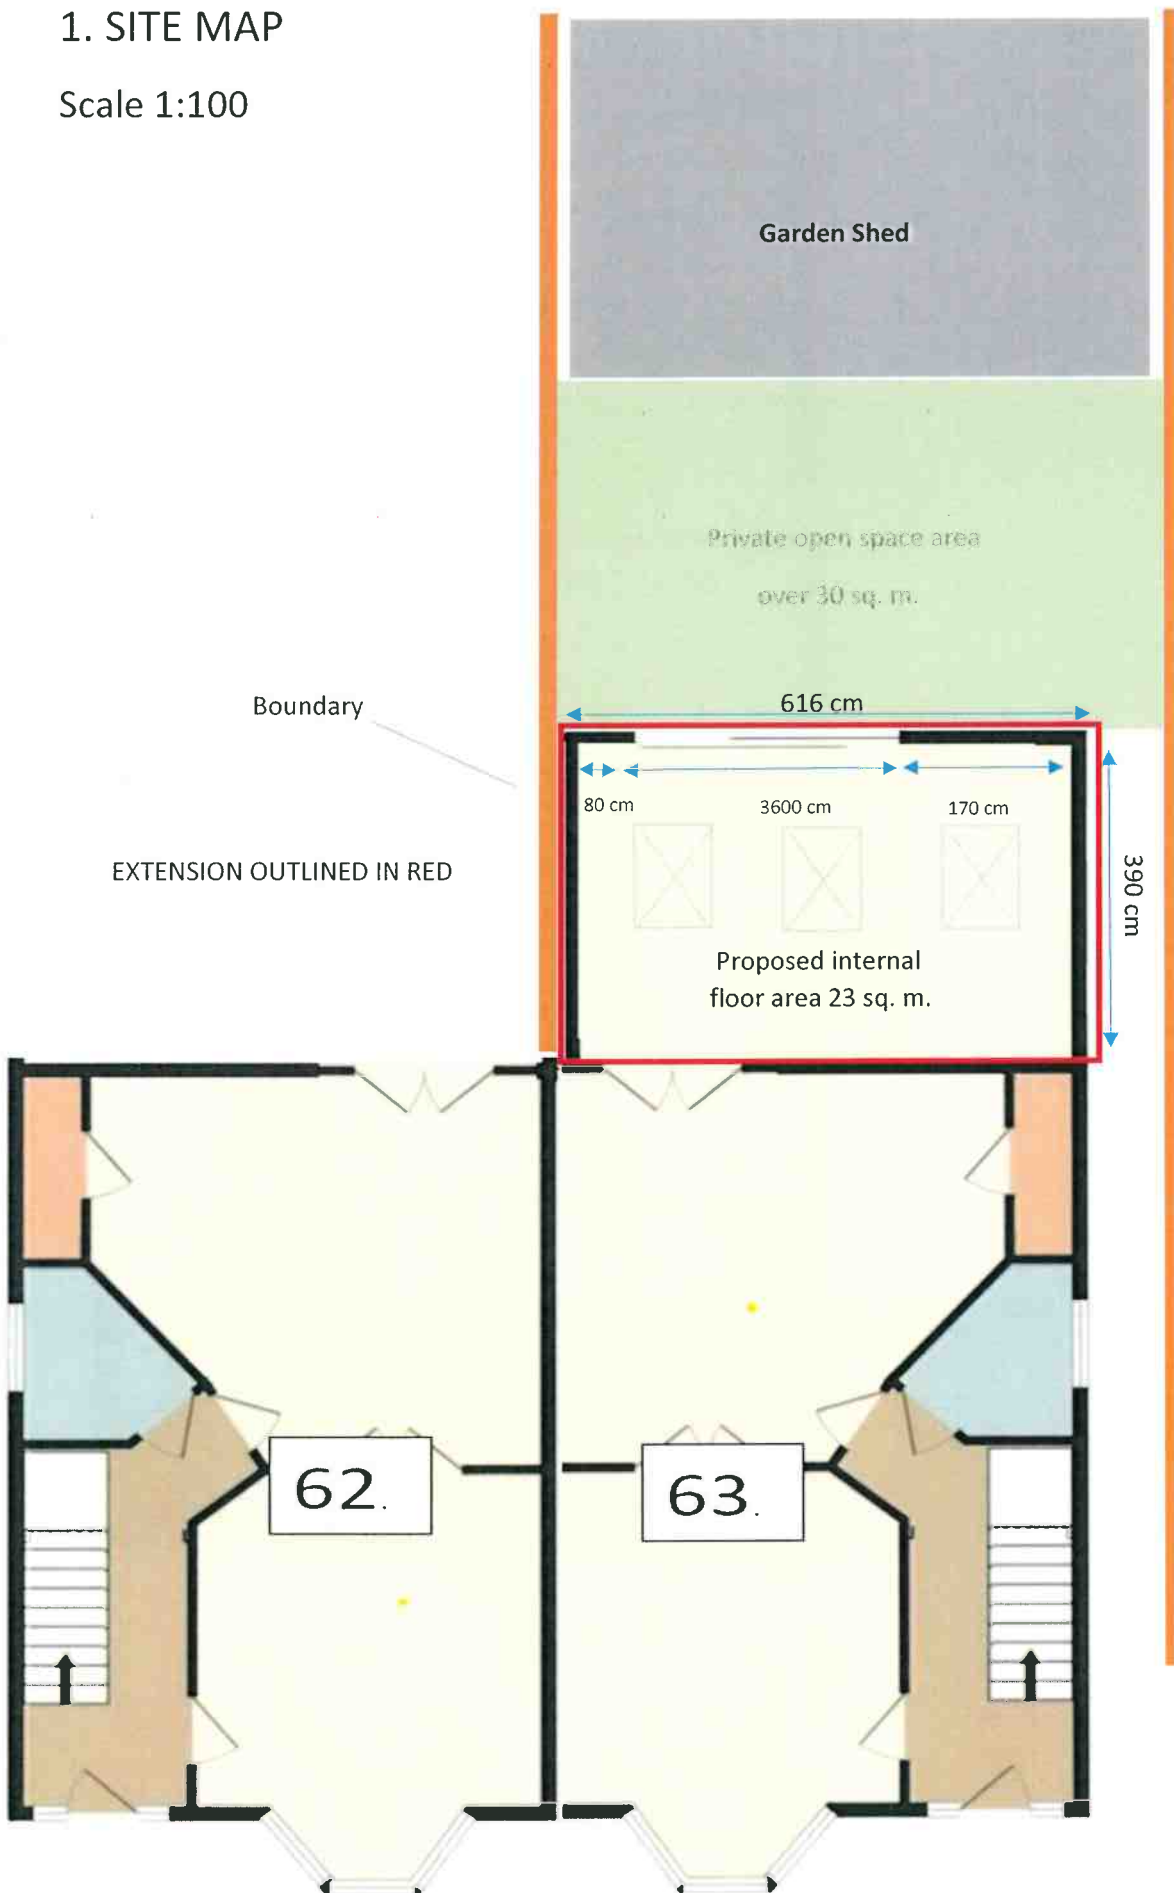 1. SITE MAP
Scale 1:100
Garden Shed
Private open space area
over 30 sq. m.
Boundary
616 cm
80 cm
3600 cm
170 cm
390 cm
EXTENSION OUTLINED IN RED
Proposed internal
floor area 23 sq. m.
62.
63.